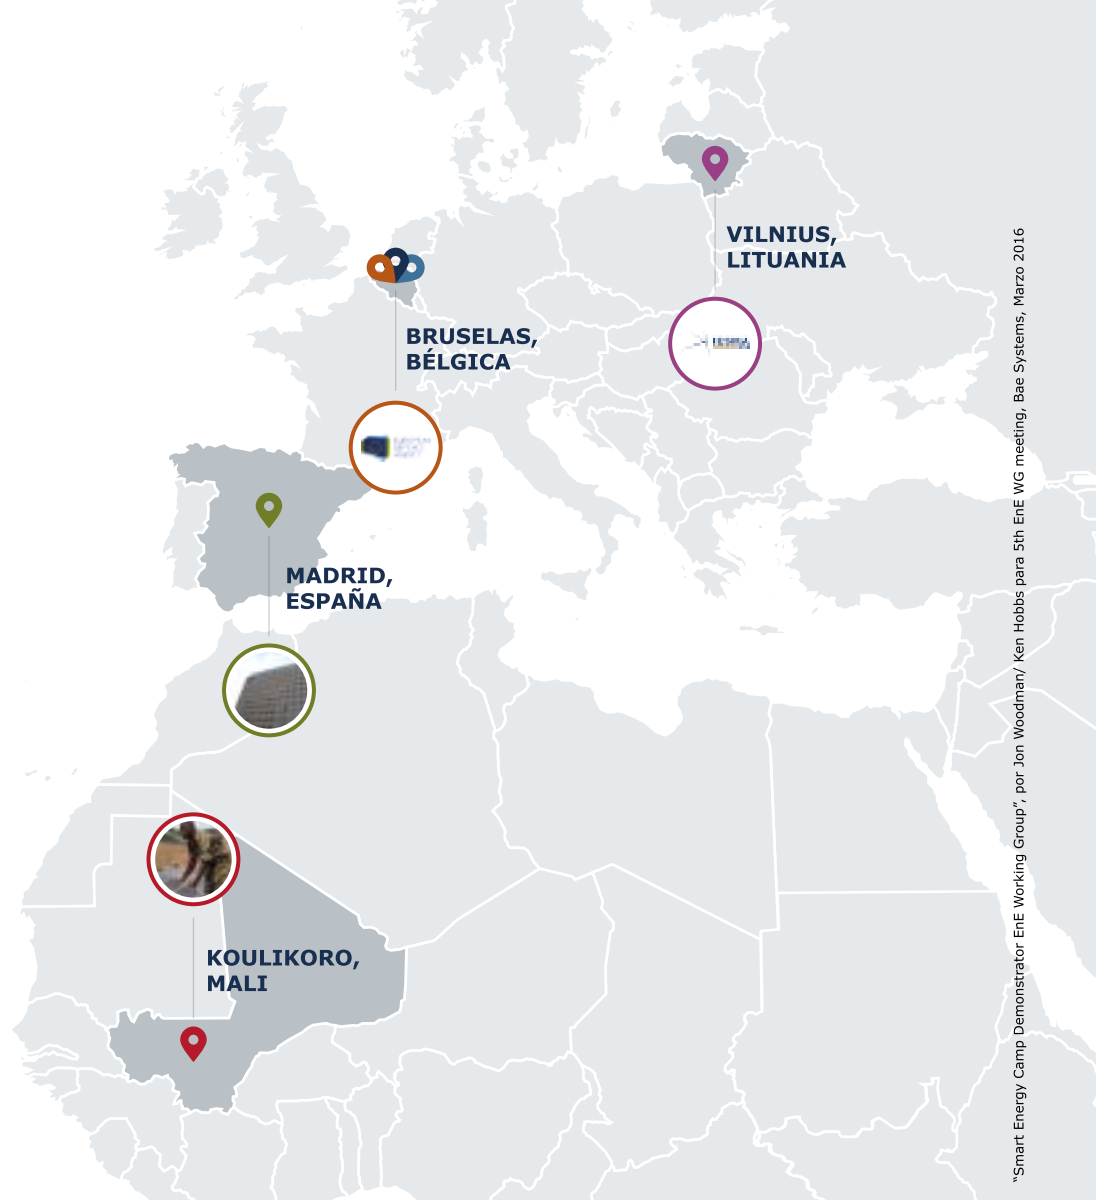 VILNIUS,
LITUANIA
BRUSELAS,
BÉLGICA
MADRID,
ESPAÑA
KOULIKORO,
MALI
“Smart Energy Camp Demonstrator EnE Working Group”, por Jon Woodman/ Ken Hobbs para 5th EnE WG meeting, Bae Systems, Marzo 2016